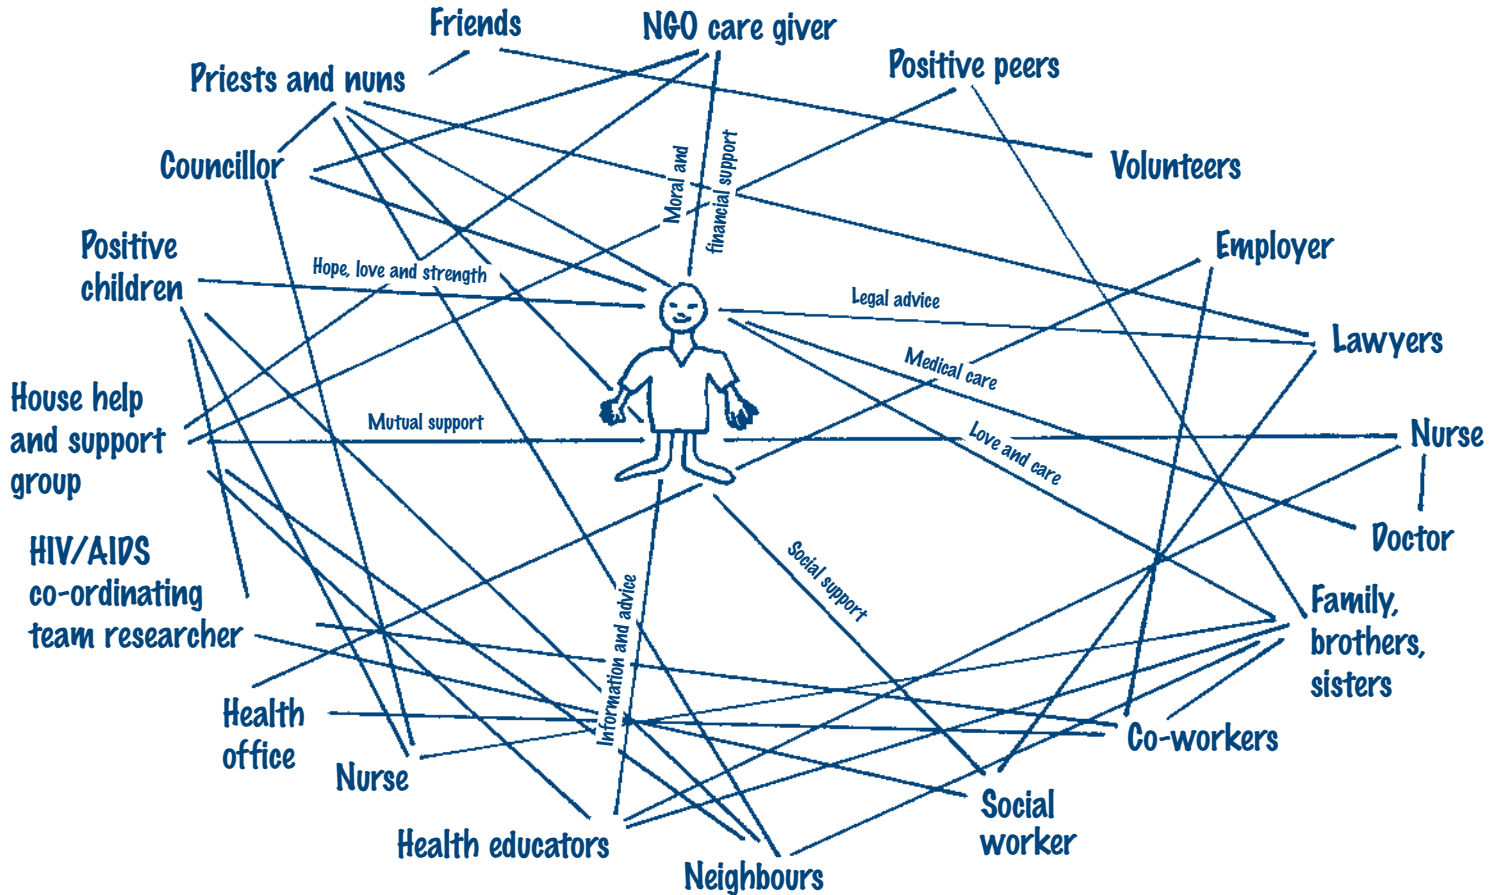 Friends
NGO care giver
Positive peers
Priests and nuns
Councillor
Volunteers
Moral and
financial support
Positive
children
Hope, love and strength
Employer
Legal advice
Lawyers
Medical care
House help
and support
group
Mutual support
Love and care
Nurse
Doctor
HIV/AIDS
co-ordinating
team researcher
Social support
Information and advice
Family,
brothers,
sisters
Health
office
Nurse
Co-workers
Health educators
Social
worker
Neighbours